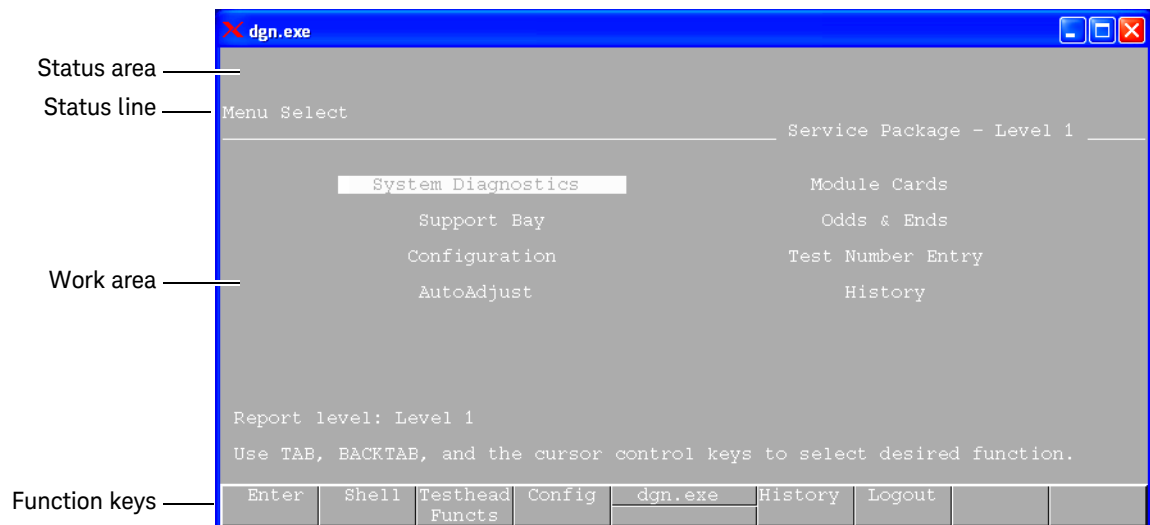 dgn.exe
Status area
Status line
Menu Select
Service Package - Level 1
System Diagnostics Module Cards
Support Bay Odds & Ends
Configuration Test Number Entry
Work area
AutoAdjust History
Report level: Level 1
Use TAB, BACKTAB, and the cursor control keys to select desired function.
Function keys
Enter Shell Testhead Functs Config dgn.exe History Logout